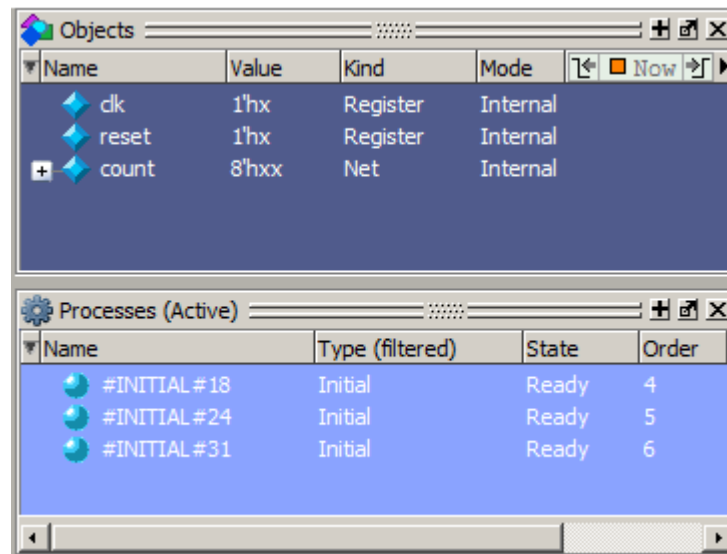 Objects
Name Value Kind Mode Now
clk 1'hx Register Internal
reset 1'hx Register Internal
count 8'hxx Net Internal
Processes (Active)
Name Type (filtered) State Order
#INITIAL#18 Initial Ready 4
#INITIAL#24 Initial Ready 5
#INITIAL#31 Initial Ready 6